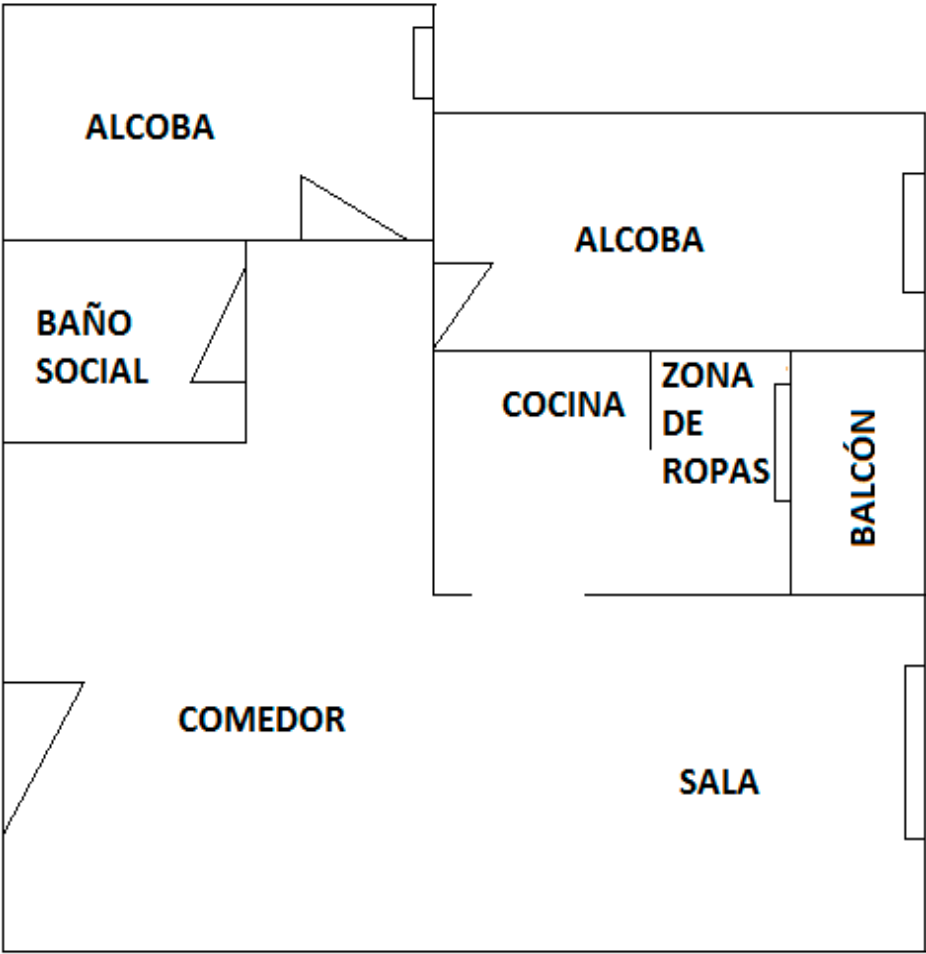 ALCOBA
ALCOBA
BAÑO
SOCIAL
COCINA
ZONA
DE
ROPAS
BALCÓN
COMEDOR
SALA